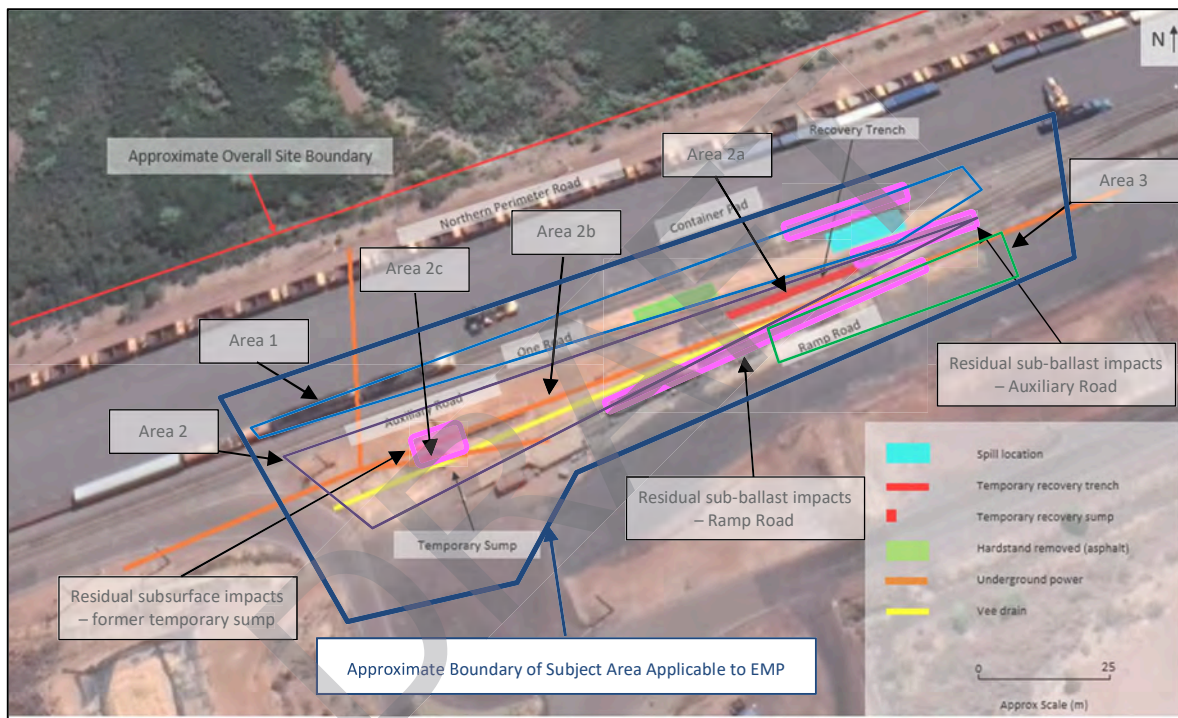 N
Recovery Trench
Approximate Overall Site Boundary
Area 2a
Area 3
Northern Perimeter Road
Container Pad
Area 2b
Area 2c
Area 1
One Road
Ramp Road
Residual sub-ballast impacts
– Auxiliary Road
Auxiliary Road
Area 2
Residual sub-ballast impacts
– Ramp Road
Temporary Sump
Residual subsurface impacts
– former temporary sump
Approximate Boundary of Subject Area Applicable to EMP
Spill location
Temporary recovery trench
Temporary recovery sump
Hardstand removed (asphalt)
Underground power
Vee drain
0 25
Approx Scale (m)